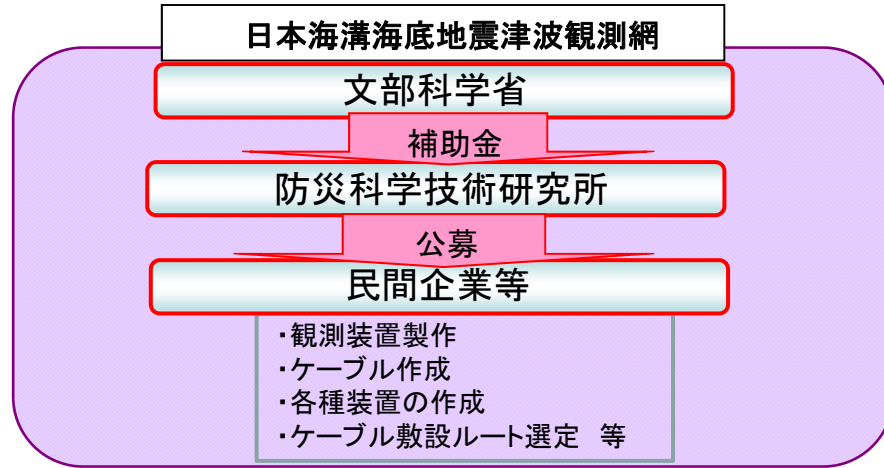 日本海溝海底地震津波観測網
文部科学省
補助金
防災科学技術研究所
公募
民間企業等
・観測装置製作
・ケーブル作成
・各種装置の作成
・ケーブル敷設ルート選定　等